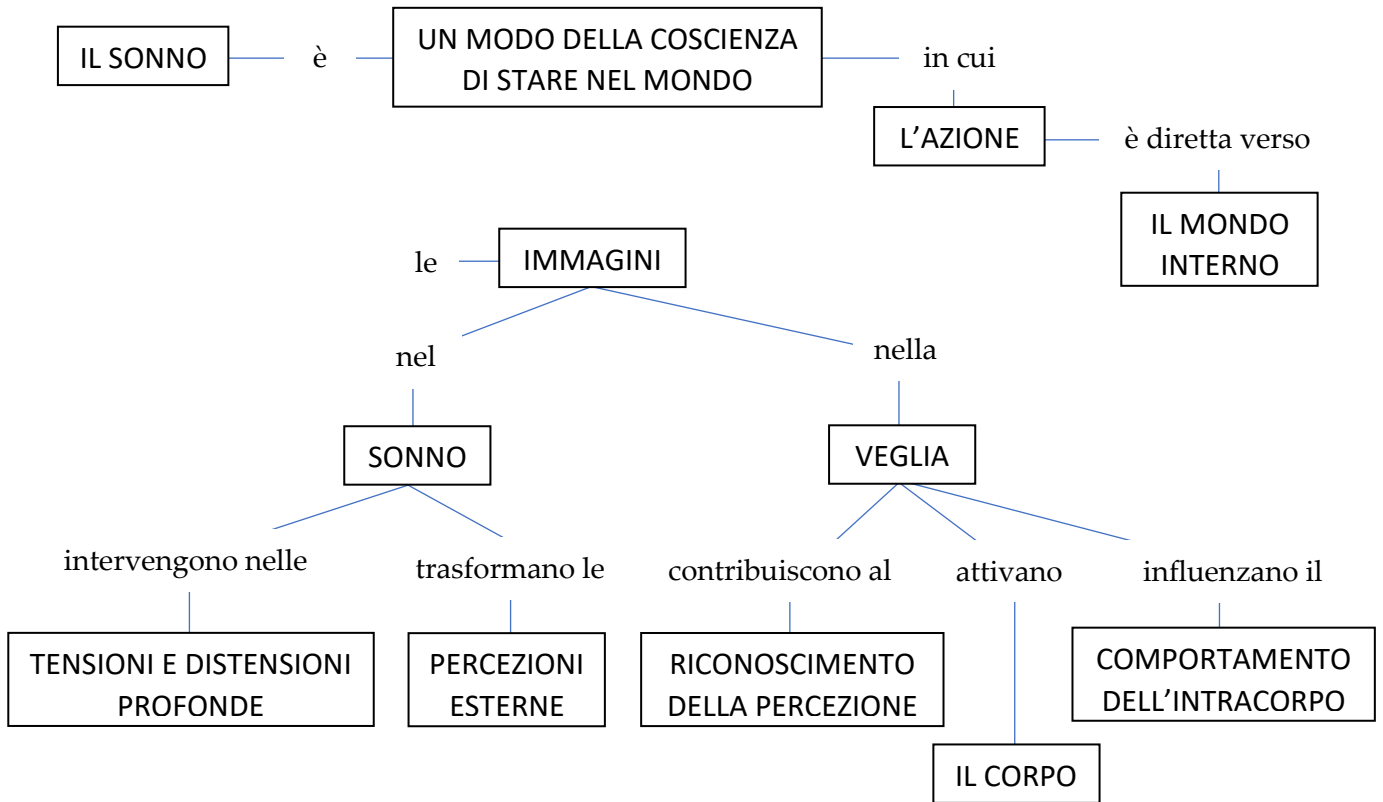 IL SONNO
è
UN MODO DELLA COSCIENZA
DI STARE NEL MONDO
in cui
L’AZIONE
è diretta verso
IL MONDO
INTERNO
le
IMMAGINI
nel
nella
SONNO
VEGLIA
intervengono nelle
trasformano le
contribuiscono al
attivano
influenzano il
TENSIONI E DISTENSIONI
PROFONDE
PERCEZIONI
ESTERNE
RICONOSCIMENTO
DELLA PERCEZIONE
COMPORTAMENTO
DELL’INTRACORPO
IL CORPO